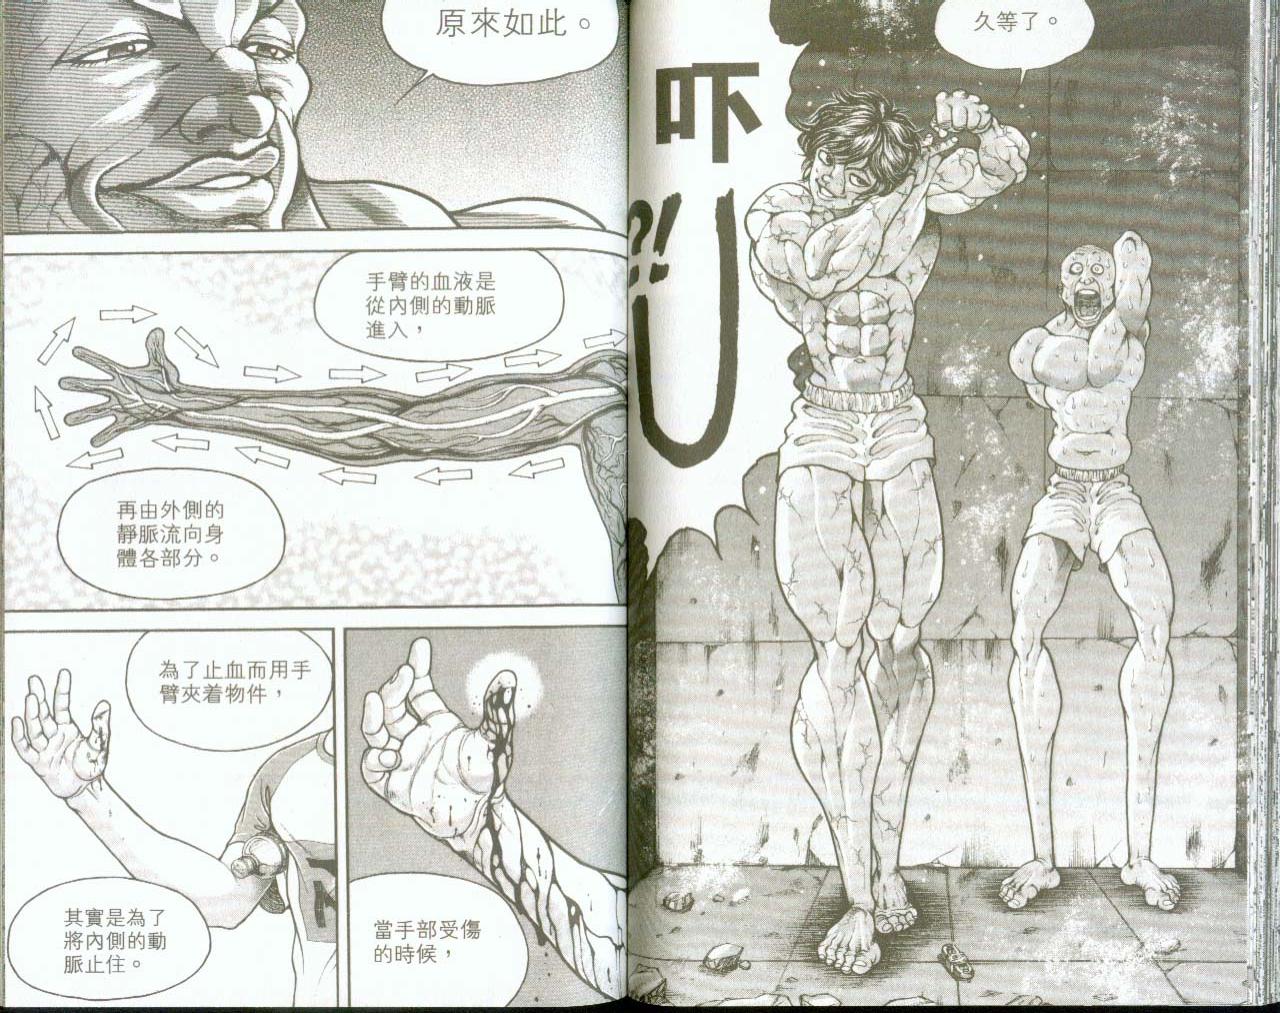 久等了。
吓
原來如此。
手臂的血液是
從內側的動脈
進入，
再由外側的
靜脈流向身
體各部分。
當手部受傷
的時候，
為了止血而用手
臂夾着物件，
其實是為了
將內側的動
脈止住。